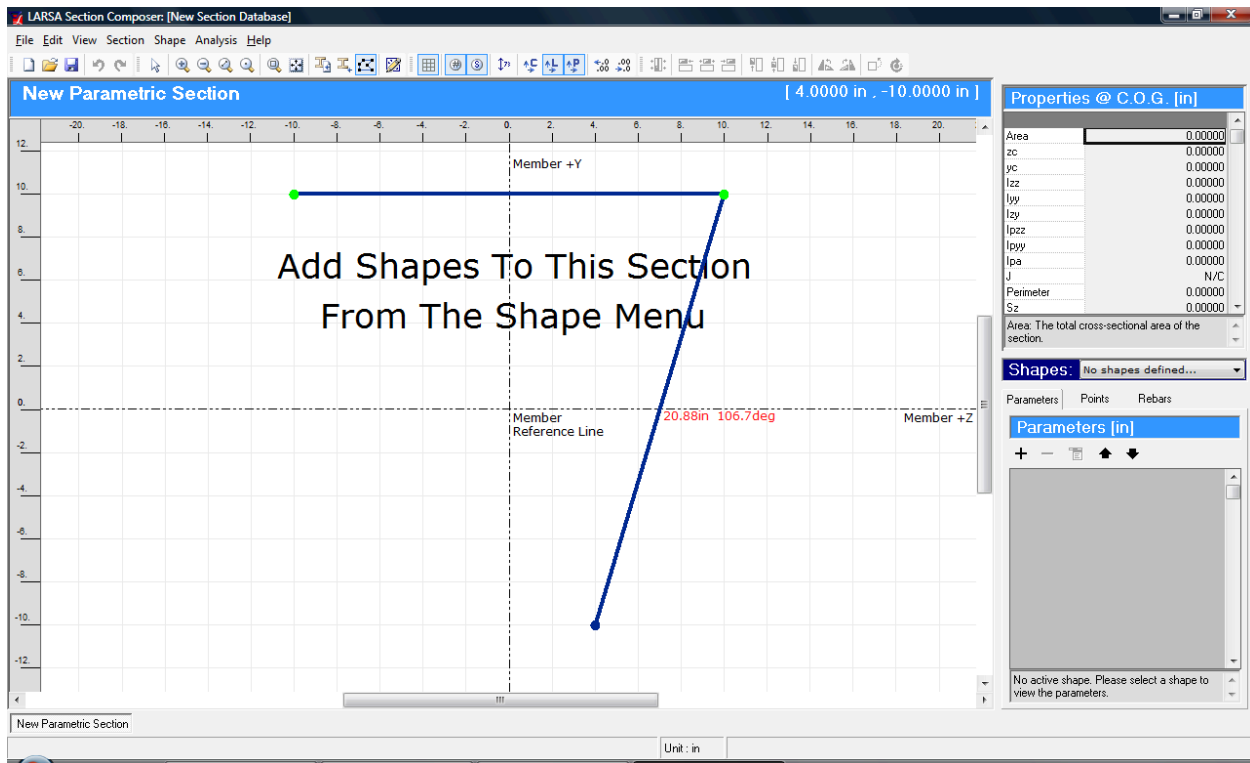 LARSA Section Composer: [New Section Database]
File Edit View Section Shape Analysis Help
New Parametric Section [ 4.0000 in , -10.0000 in ]
-20. -18. -16. -14. -12. -10. -8. -6. -4. -2. 0. 2. 4. 6. 8. 10. 12. 14. 16. 18. 20.
12.
10.
8.
6.
4.
2.
0.
-2.
-4.
-6.
-8.
-10.
-12.
Member +Y
Add Shapes To This Section
From The Shape Menu
Member
Reference Line
20.88in 106.7deg
Member +Z
Properties @ C.O.G. [in]
Area 0.00000
zc 0.00000
yc 0.00000
Izz 0.00000
Iyy 0.00000
Izy 0.00000
Ipzz 0.00000
Ipyy 0.00000
Ipa 0.00000
J N/C
Perimeter 0.00000
Sz 0.00000
Area: The total cross-sectional area of the
section.
Shapes: No shapes defined...
Parameters Points Rebars
Parameters [in]
No active shape. Please select a shape to
view the parameters.
New Parametric Section
Unit : in